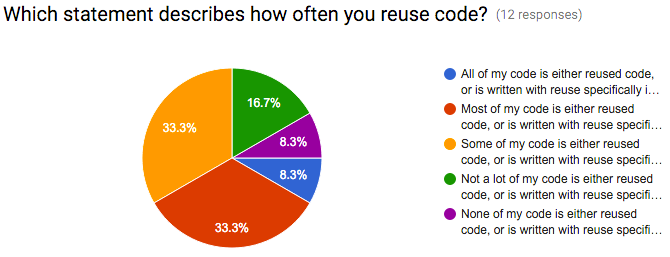 Which statement describes how often you reuse code? (12 responses)
16.7%
33.3%
8.3%
8.3%
33.3%
All of my code is either reused code,
or is written with reuse specifically i...
Most of my code is either reused
code, or is written with reuse specifi...
Some of my code is either reused
code, or is written with reuse specifi...
Not a lot of my code is either reused
code, or is written with reuse specifi...
None of my code is either reused
code, or is written with reuse specifi...